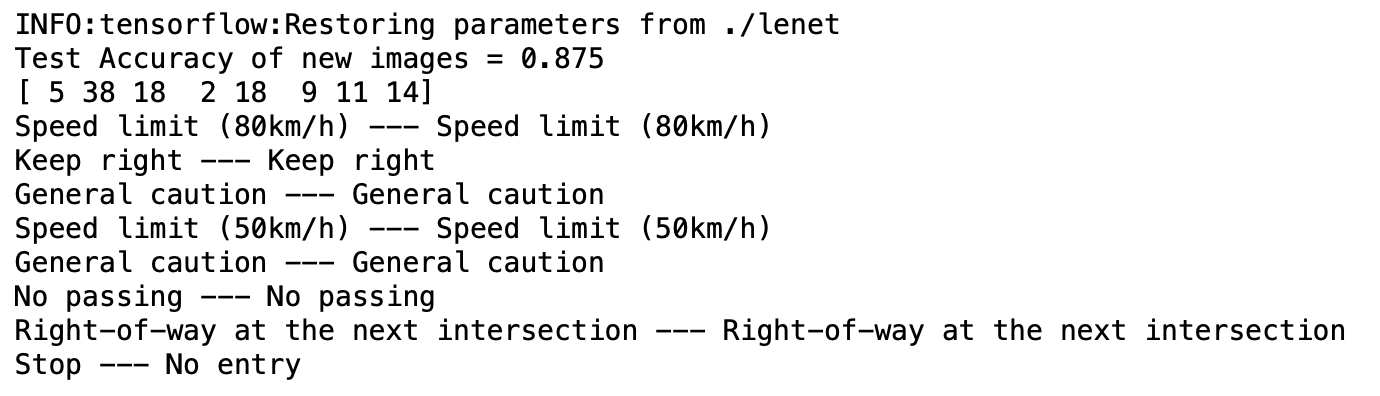 INFO:tensorflow:Restoring parameters from ./lenet
Test Accuracy of new images = 0.875
[ 5 38 18  2 18  9 11 14]
Speed limit (80km/h) --- Speed limit (80km/h)
Keep right --- Keep right
General caution --- General caution
Speed limit (50km/h) --- Speed limit (50km/h)
General caution --- General caution
No passing --- No passing
Right-of-way at the next intersection --- Right-of-way at the next intersection
Stop --- No entry